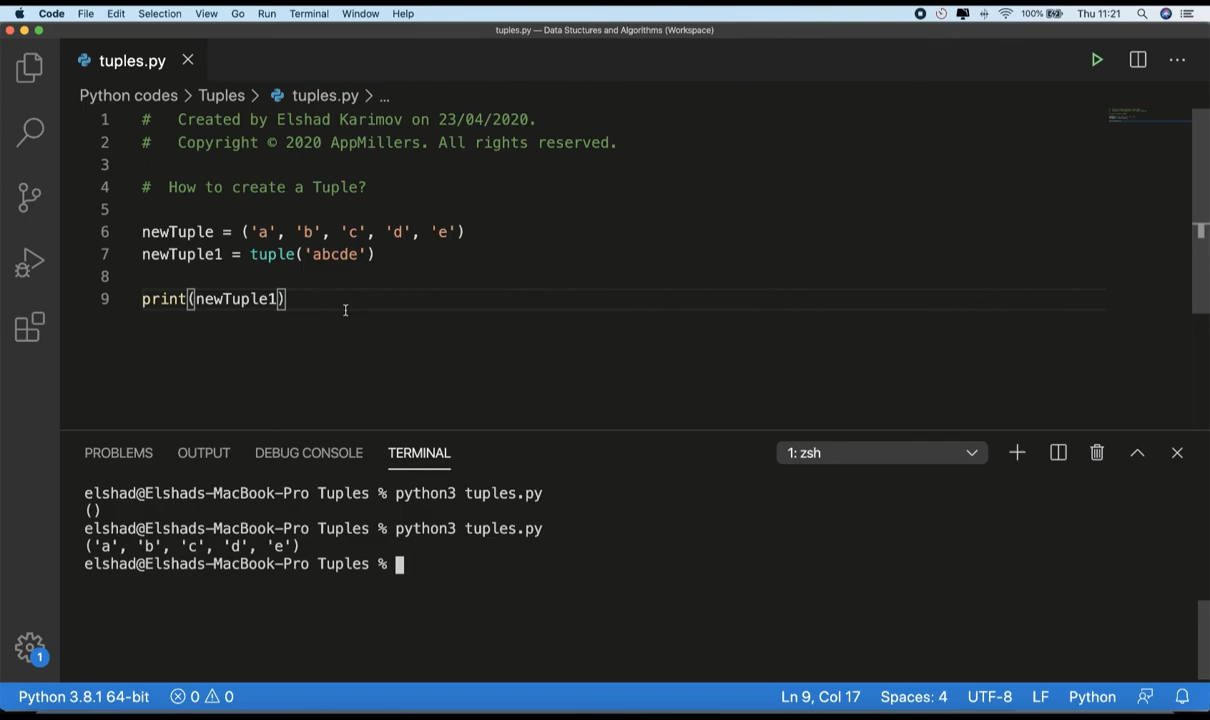 Code File Edit Selection View Go Run Terminal Window Help 100% Thu 11:21
tuples.py — Data Stuctures and Algorithms (Workspace)
tuples.py
Python codes > Tuples > tuples.py > ...
1 # Created by Elshad Karimov on 23/04/2020.
2 # Copyright © 2020 AppMillers. All rights reserved.
3
4 # How to create a Tuple?
5
6 newTuple = ('a', 'b', 'c', 'd', 'e')
7 newTuple1 = tuple('abcde')
8
9 print(newTuple1)
PROBLEMS OUTPUT DEBUG CONSOLE TERMINAL 1: zsh
elshad@Elshads-MacBook-Pro Tuples % python3 tuples.py
()
elshad@Elshads-MacBook-Pro Tuples % python3 tuples.py
('a', 'b', 'c', 'd', 'e')
elshad@Elshads-MacBook-Pro Tuples %
1
Python 3.8.1 64-bit 0 0 Ln 9, Col 17 Spaces: 4 UTF-8 LF Python